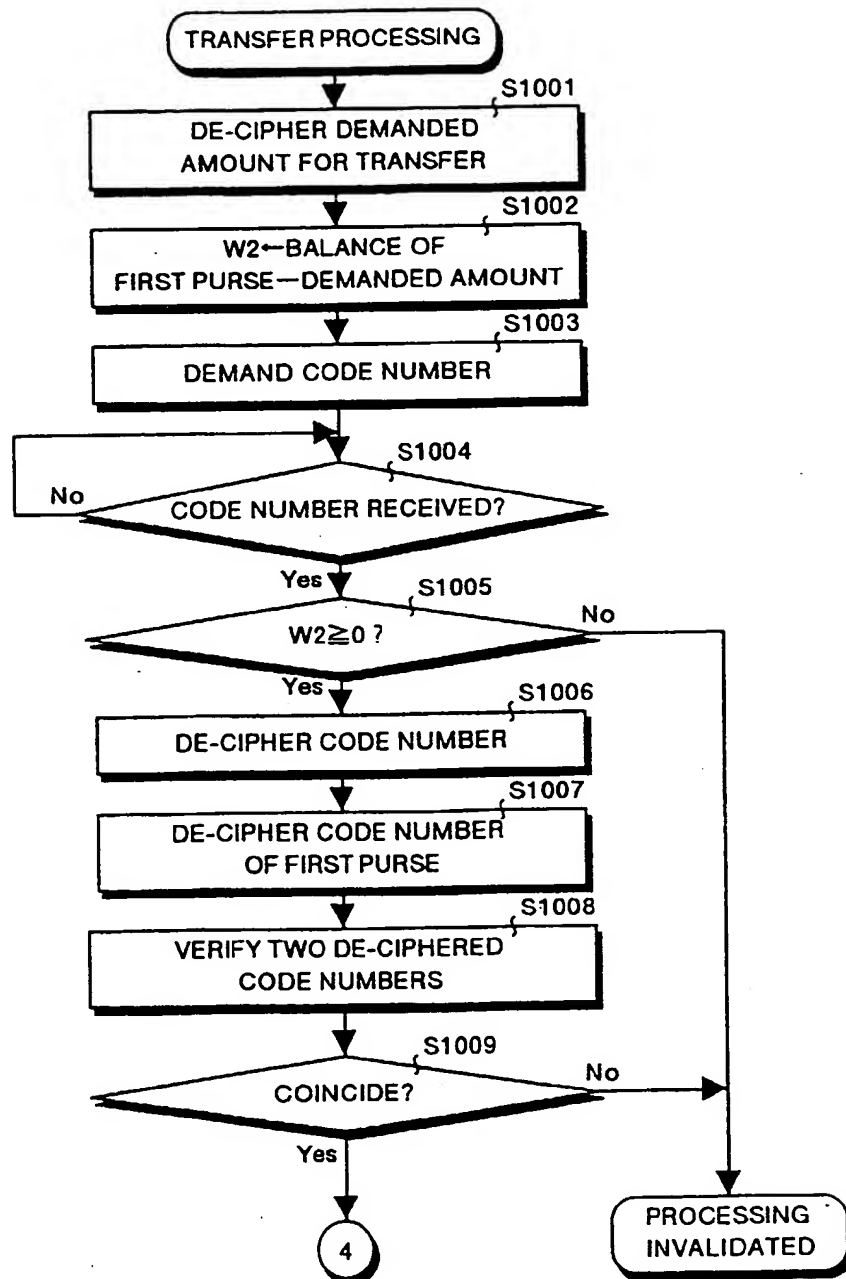 TRANSFER PROCESSING
S1001
DE-CIPHER DEMANDED
AMOUNT FOR TRANSFER
S1002
W2←BALANCE OF
FIRST PURSE—DEMANDED AMOUNT
S1003
DEMAND CODE NUMBER
S1004
No
CODE NUMBER RECEIVED?
Yes
S1005
No
W2≧0 ?
Yes
S1006
DE-CIPHER CODE NUMBER
S1007
DE-CIPHER CODE NUMBER
OF FIRST PURSE
S1008
VERIFY TWO DE-CIPHERED
CODE NUMBERS
S1009
No
COINCIDE?
Yes
4
PROCESSING
INVALIDATED